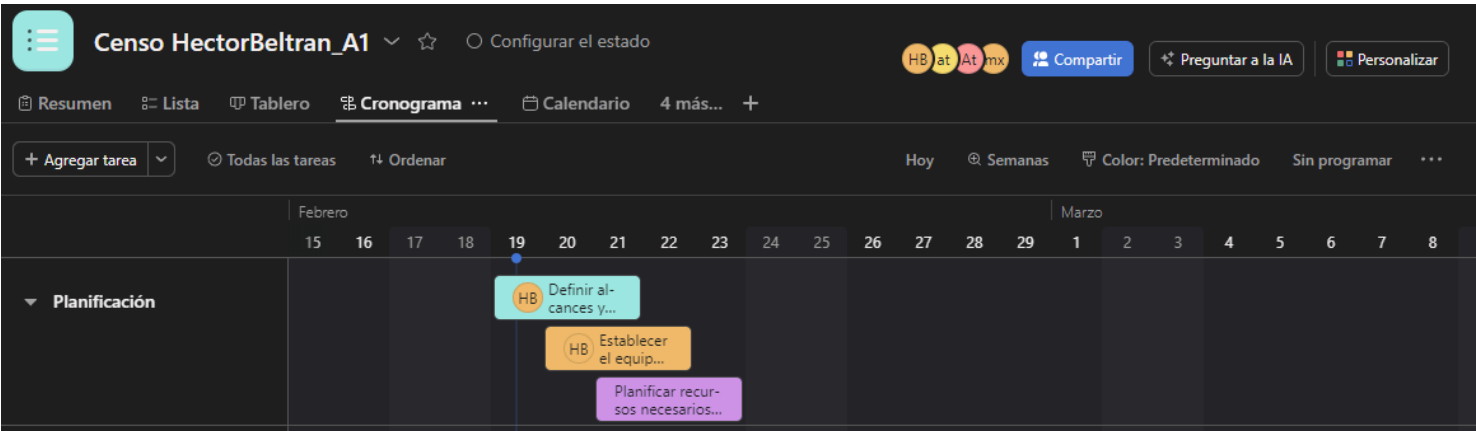 Censo HectorBeltran_A1
Configurar el estado
HB at At mx
Compartir
Preguntar a la IA
Personalizar
Resumen
Lista
Tablero
Cronograma ...
Calendario
4 más... +
+ Agregar tarea
Todas las tareas
Ordenar
Hoy
Semanas
Color: Predeterminado
Sin programar ...
Febrero
Marzo
15 16 17 18 19 20 21 22 23 24 25 26 27 28 29 1 2 3 4 5 6 7 8
Planificación
HB
Definir al-
cances y...
HB
Establecer
el equip...
Planificar recur-
sos necesarios...